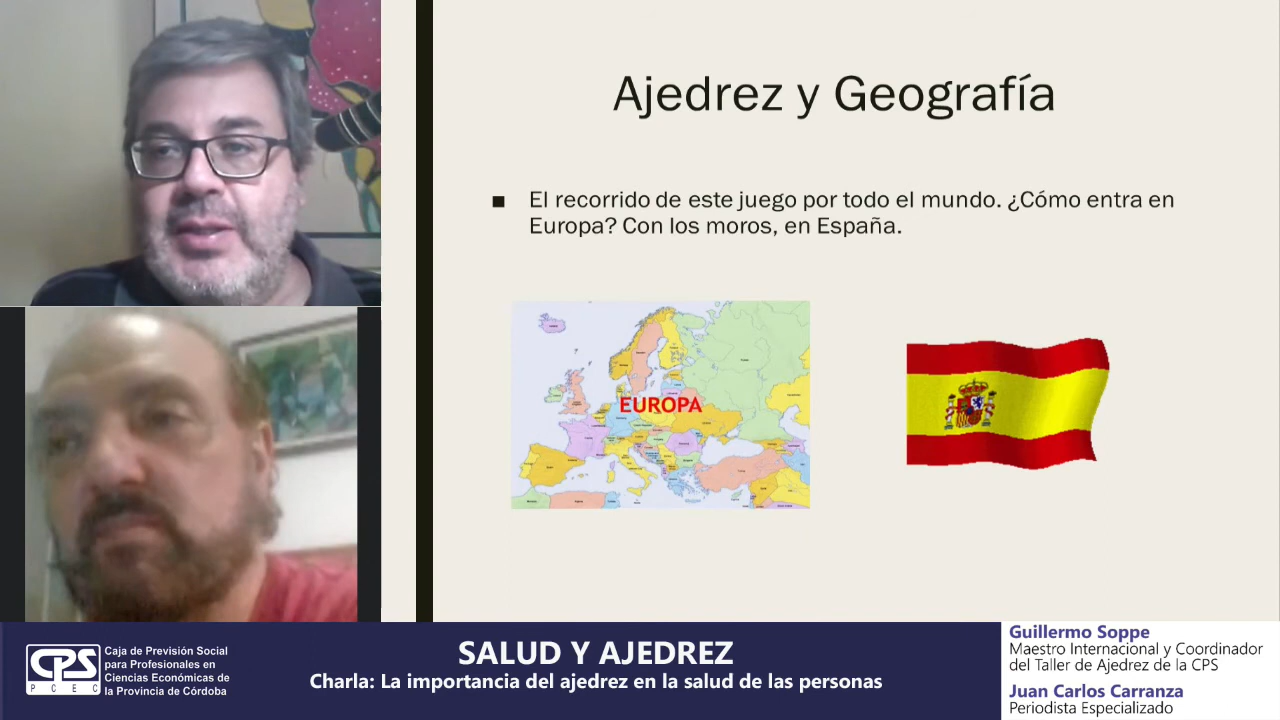 Ajedrez y Geografía
■ El recorrido de este juego por todo el mundo. ¿Cómo entra en
Europa? Con los moros, en España.
EUROPA
CPS
PCEC
Caja de Previsión Social
para Profesionales en
Ciencias Económicas de
la Provincia de Córdoba
SALUD Y AJEDREZ
Charla: La importancia del ajedrez en la salud de las personas
Guillermo Soppe
Maestro Internacional y Coordinador
del Taller de Ajedrez de la CPS
Juan Carlos Carranza
Periodista Especializado